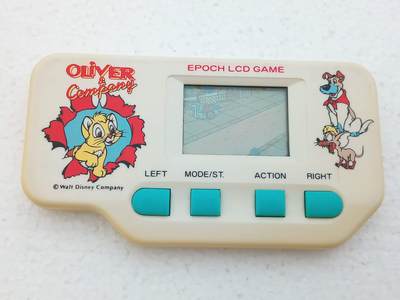 OLIVER
&
Company
EPOCH LCD GAME
LEFT
MODE/ST.
ACTION
RIGHT
© Walt Disney Company